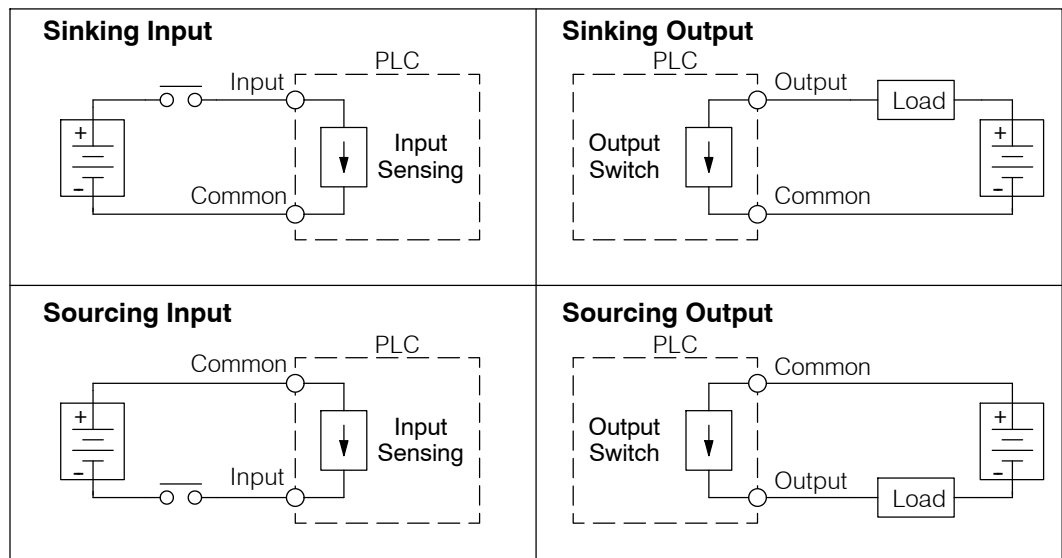 Sinking Input
PLC
Input
+
Input
Sensing
-
Common
Sinking Output
PLC
Output
Load
+
Output
Switch
-
Common
Sourcing Input
PLC
Common
+
Input
Sensing
-
Input
Sourcing Output
PLC
Common
+
Output
Switch
-
Output
Load